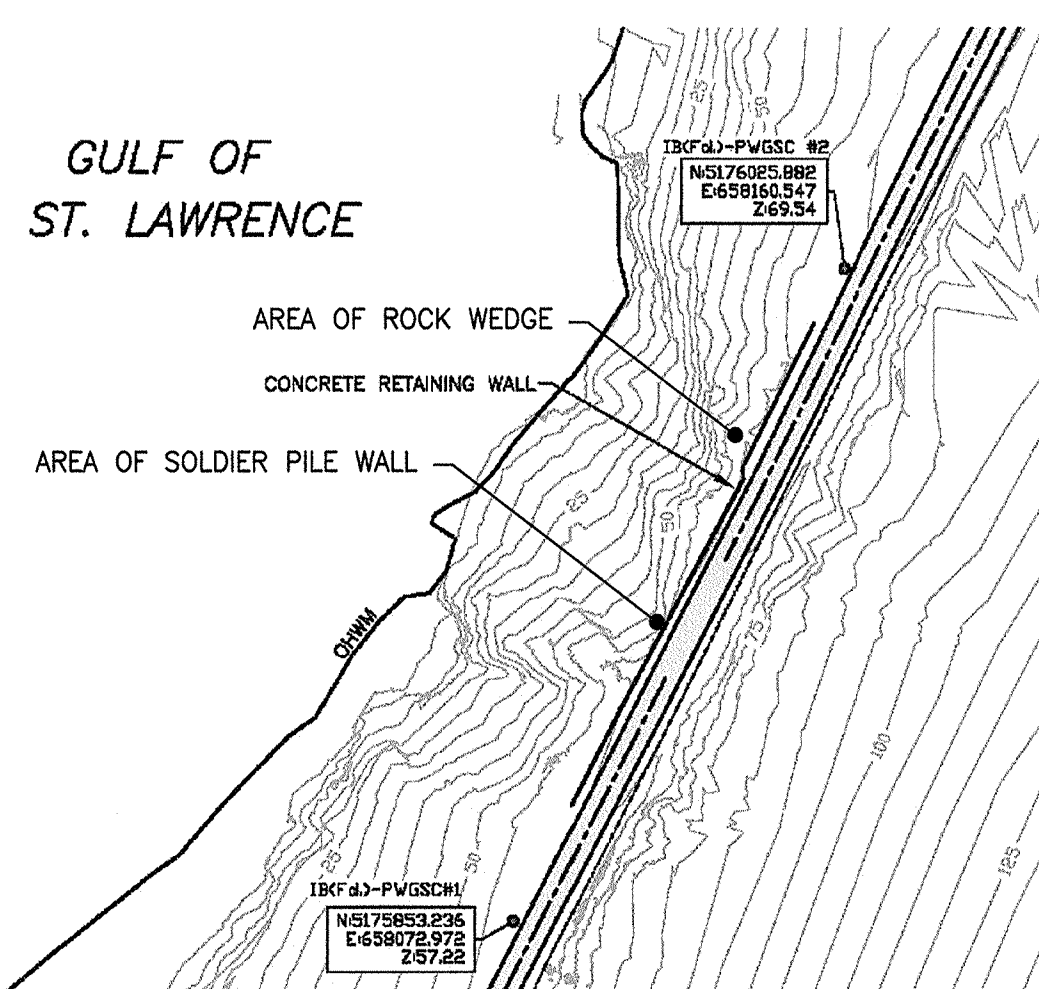 GULF OF
ST. LAWRENCE
25
50
IB(Fd.)-PWGSC #2
N:5176025.882
E:658160.547
Z:69.54
AREA OF ROCK WEDGE
CONCRETE RETAINING WALL
AREA OF SOLDIER PILE WALL
25
50
OHWM
75
100
25
50
125
IB(Fd.)-PWGSC#1
N:5175853.236
E:658072.972
Z:57.22